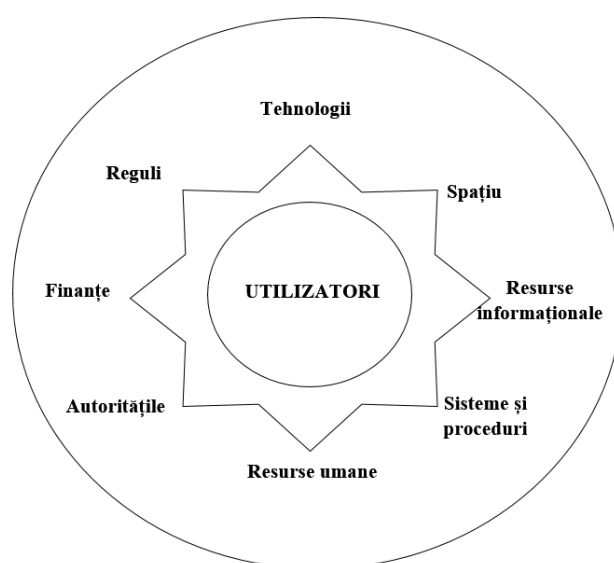 Tehnologii
Reguli
Spațiu
Finanțe
UTILIZATORI
Resurse
informaționale
Autoritățile
Sisteme și
proceduri
Resurse umane